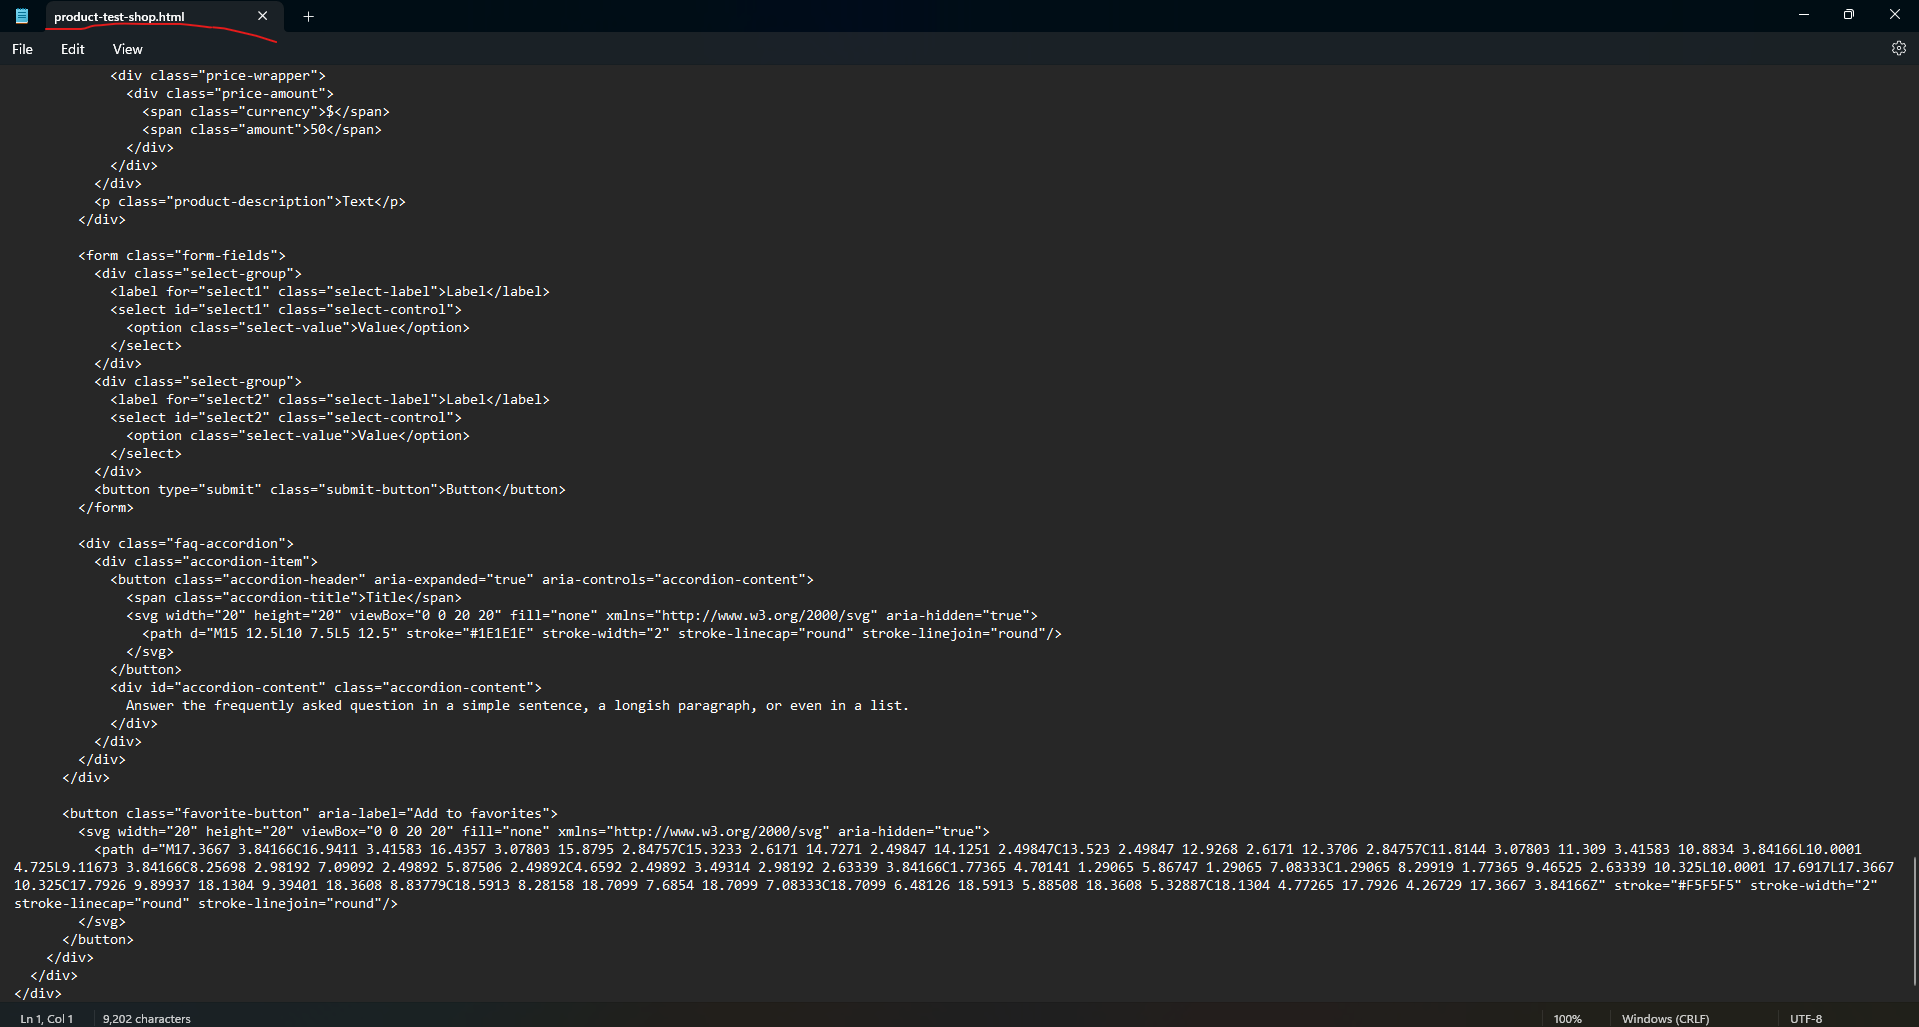 product-test-shop.html
File Edit View
<div class="price-wrapper">
<div class="price-amount">
<span class="currency">$</span>
<span class="amount">50</span>
</div>
</div>
</div>
<p class="product-description">Text</p>
</div>
<form class="form-fields">
<div class="select-group">
<label for="select1" class="select-label">Label</label>
<select id="select1" class="select-control">
<option class="select-value">Value</option>
</select>
</div>
<div class="select-group">
<label for="select2" class="select-label">Label</label>
<select id="select2" class="select-control">
<option class="select-value">Value</option>
</select>
</div>
<button type="submit" class="submit-button">Button</button>
</form>
<div class="faq-accordion">
<div class="accordion-item">
<button class="accordion-header" aria-expanded="true" aria-controls="accordion-content">
<span class="accordion-title">Title</span>
<svg width="20" height="20" viewBox="0 0 20 20" fill="none" xmlns="http://www.w3.org/2000/svg" aria-hidden="true">
<path d="M15 12.5L10 7.5L5 12.5" stroke="#1E1E1E" stroke-width="2" stroke-linecap="round" stroke-linejoin="round"/>
</svg>
</button>
<div id="accordion-content" class="accordion-content">
Answer the frequently asked question in a simple sentence, a longish paragraph, or even in a list.
</div>
</div>
</div>
</div>
<button class="favorite-button" aria-label="Add to favorites">
<svg width="20" height="20" viewBox="0 0 20 20" fill="none" xmlns="http://www.w3.org/2000/svg" aria-hidden="true">
<path d="M17.3667 3.84166C16.9411 3.41583 16.4357 3.07803 15.8795 2.84757C15.3233 2.6171 14.7271 2.49847 14.1251 2.49847C13.523 2.49847 12.9268 2.6171 12.3706 2.84757C11.8144 3.07803 11.309 3.41583 10.8834 3.84166L10.0001
4.725L9.11673 3.84166C8.25698 2.98192 7.09092 2.49892 5.87506 2.49892C4.6592 2.49892 3.49314 2.98192 2.63339 3.84166C1.77365 4.70141 1.29065 5.86747 1.29065 7.08333C1.29065 8.29919 1.77365 9.46525 2.63339 10.325L10.0001 17.6917L17.3667
10.325C17.7926 9.89937 18.1304 9.39401 18.3608 8.83779C18.5913 8.28158 18.7099 7.6854 18.7099 7.08333C18.7099 6.48126 18.5913 5.88508 18.3608 5.32887C18.1304 4.77265 17.7926 4.26729 17.3667 3.84166Z" stroke="#F5F5F5" stroke-width="2"
stroke-linecap="round" stroke-linejoin="round"/>
</svg>
</button>
</div>
</div>
</div>
Ln 1, Col 1 9,202 characters 100% Windows (CRLF) UTF-8